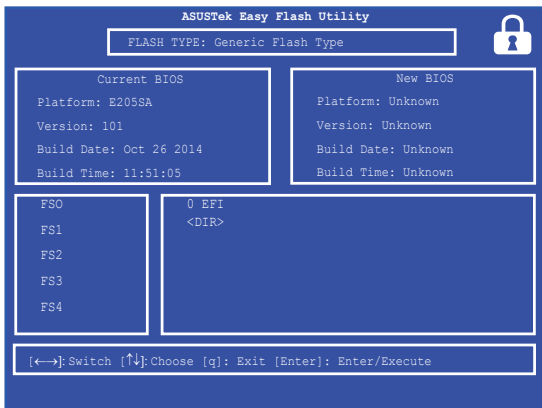 ASUSTek Easy Flash Utility
FLASH TYPE: Generic Flash Type
Current BIOS
Platform: E205SA
Version: 101
Build Date: Oct 26 2014
Build Time: 11:51:05
New BIOS
Platform: Unknown
Version: Unknown
Build Date: Unknown
Build Time: Unknown
FSO
FS1
FS2
FS3
FS4
0 EFI
<DIR>
[←→]: Switch [↑↓]: Choose [q]: Exit [Enter]: Enter/Execute